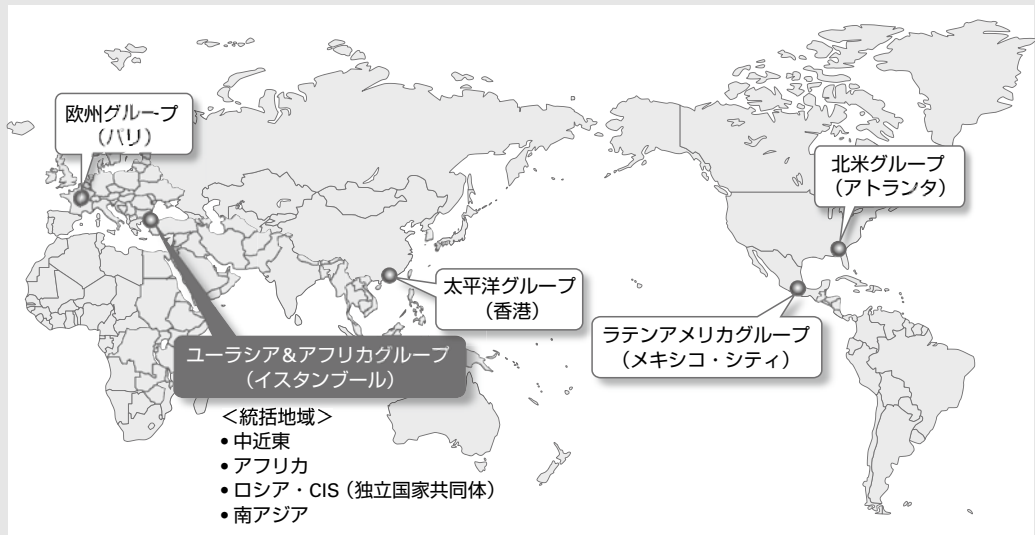 欧州グループ
（パリ）
北米グループ
（アトランタ）
太平洋グループ
（香港）
ラテンアメリカグループ
（メキシコ・シティ）
ユーラシア&アフリカグループ
（イスタンブール）
＜統括地域＞
•中近東
•アフリカ
•ロシア・CIS（独立国家共同体）
•南アジア